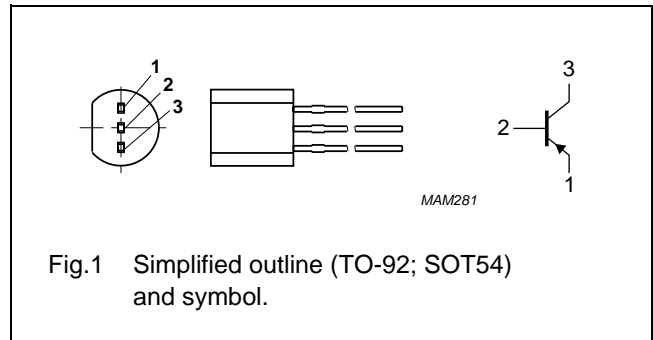 1
2
3
3
2
1
MAM281
Fig.1 Simplified outline (TO-92; SOT54)
and symbol.